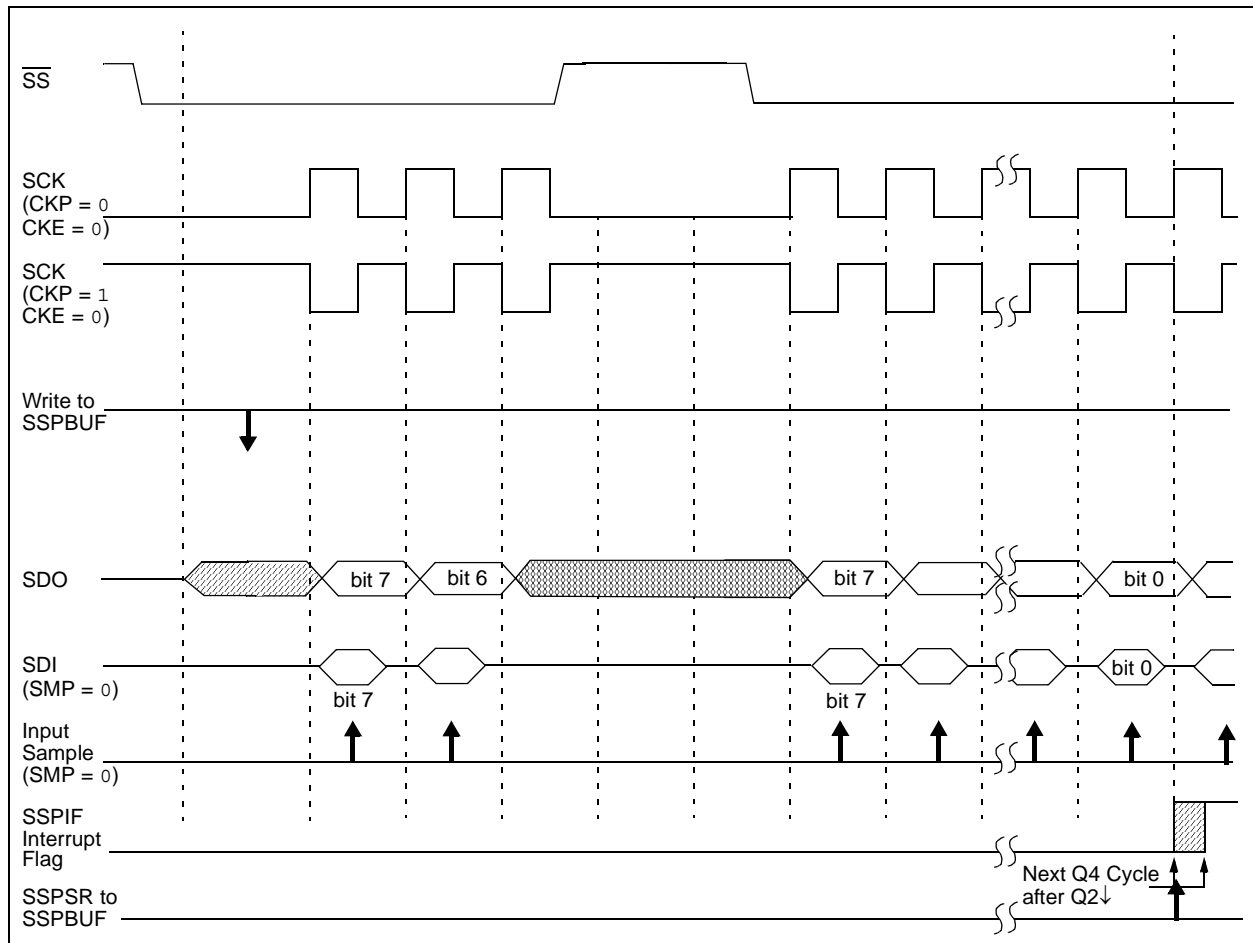 SS
SCK
(CKP = 0
CKE = 0)
SCK
(CKP = 1
CKE = 0)
Write to
SSPBUF
SDO
bit 7
bit 6
bit 7
bit 0
SDI
(SMP = 0)
bit 7
bit 7
bit 0
Input
Sample
(SMP = 0)
SSPIF
Interrupt
Flag
Next Q4 Cycle
after Q2↓
SSPSR to
SSPBUF